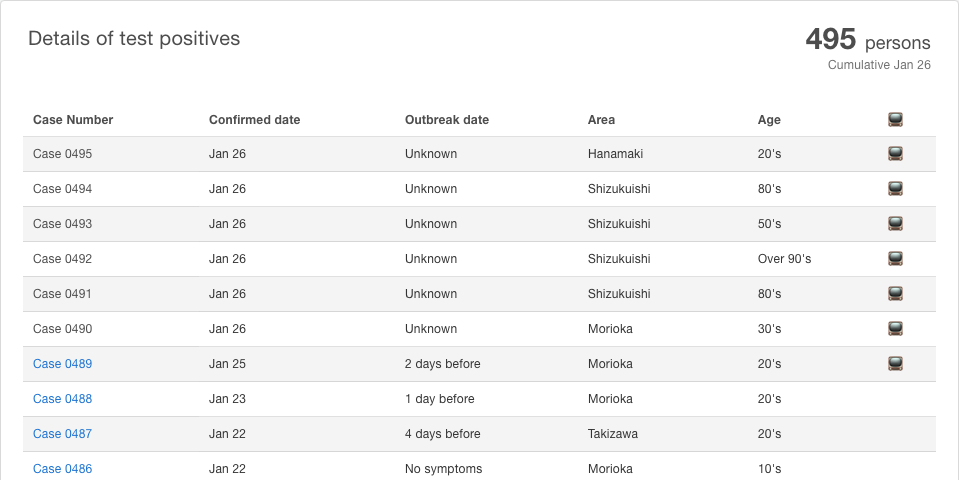 Details of test positives
495 persons
Cumulative Jan 26
Case Number Confirmed date Outbreak date Area Age
Case 0495 Jan 26 Unknown Hanamaki 20's
Case 0494 Jan 26 Unknown Shizukuishi 80's
Case 0493 Jan 26 Unknown Shizukuishi 50's
Case 0492 Jan 26 Unknown Shizukuishi Over 90's
Case 0491 Jan 26 Unknown Shizukuishi 80's
Case 0490 Jan 26 Unknown Morioka 30's
Case 0489 Jan 25 2 days before Morioka 20's
Case 0488 Jan 23 1 day before Morioka 20's
Case 0487 Jan 22 4 days before Takizawa 20's
Case 0486 Jan 22 No symptoms Morioka 10's